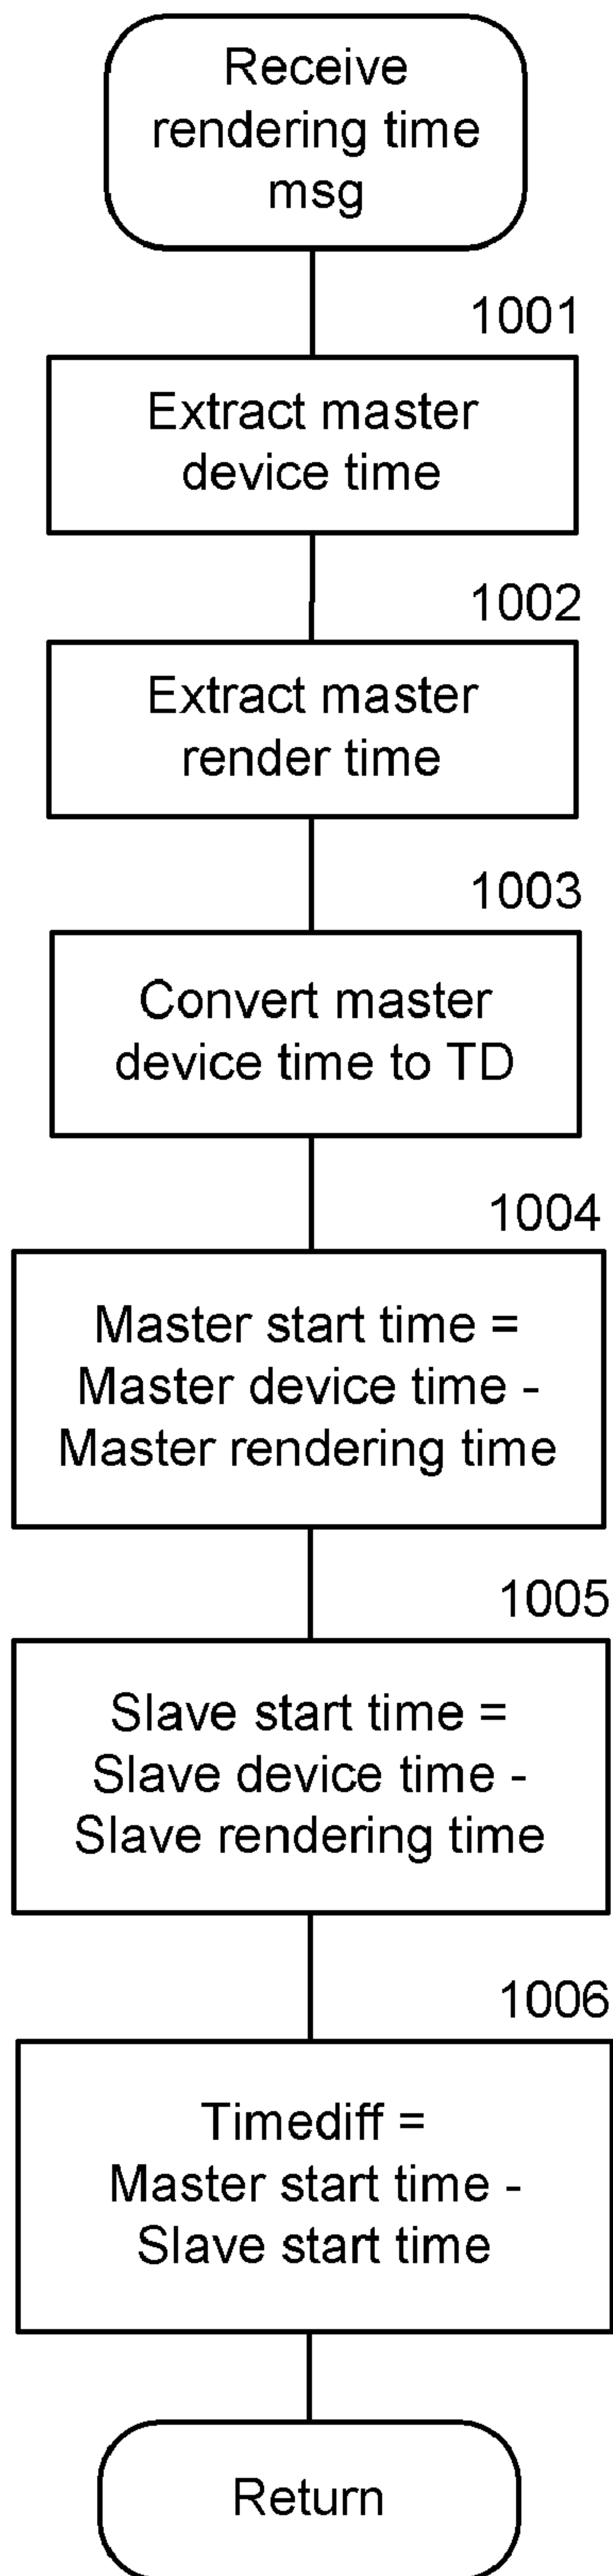 Receive
rendering time
msg
1001
Extract master
device time
1002
Extract master
render time
1003
Convert master
device time to TD
1004
Master start time =
Master device time -
Master rendering time
1005
Slave start time =
Slave device time -
Slave rendering time
1006
Timediff =
Master start time -
Slave start time
Return